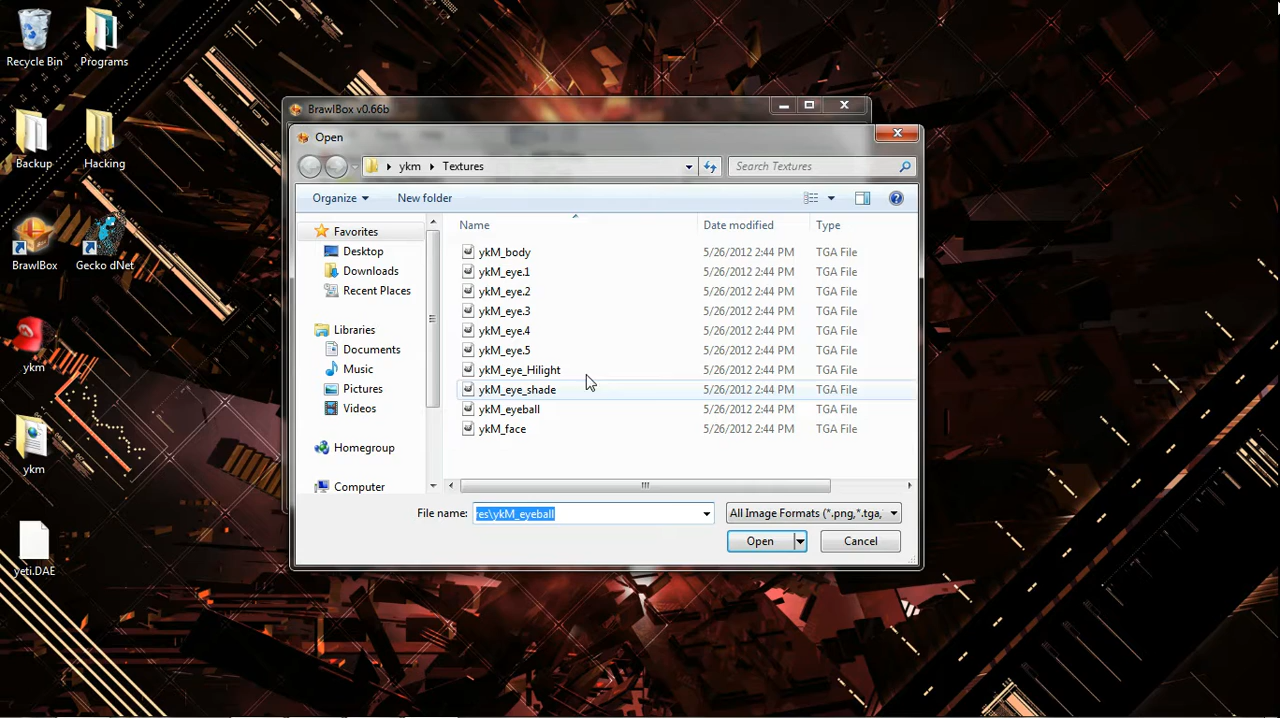 Recycle Bin
Programs
Backup
Hacking
BrawlBox
Gecko dNet
ykm
ykm
yeti.DAE
BrawlBox v0.66b
Open
ykm
Textures
Search Textures
Organize
New folder
Favorites
Desktop
Downloads
Recent Places
Libraries
Documents
Music
Pictures
Videos
Homegroup
Computer
Name Date modified Type
ykM_body 5/26/2012 2:44 PM TGA File
ykM_eye.1 5/26/2012 2:44 PM TGA File
ykM_eye.2 5/26/2012 2:44 PM TGA File
ykM_eye.3 5/26/2012 2:44 PM TGA File
ykM_eye.4 5/26/2012 2:44 PM TGA File
ykM_eye.5 5/26/2012 2:44 PM TGA File
ykM_eye_Hilight 5/26/2012 2:44 PM TGA File
ykM_eye_shade 5/26/2012 2:44 PM TGA File
ykM_eyeball 5/26/2012 2:44 PM TGA File
ykM_face 5/26/2012 2:44 PM TGA File
File name: res\ykM_eyeball
All Image Formats (*.png,*.tga,
Open
Cancel